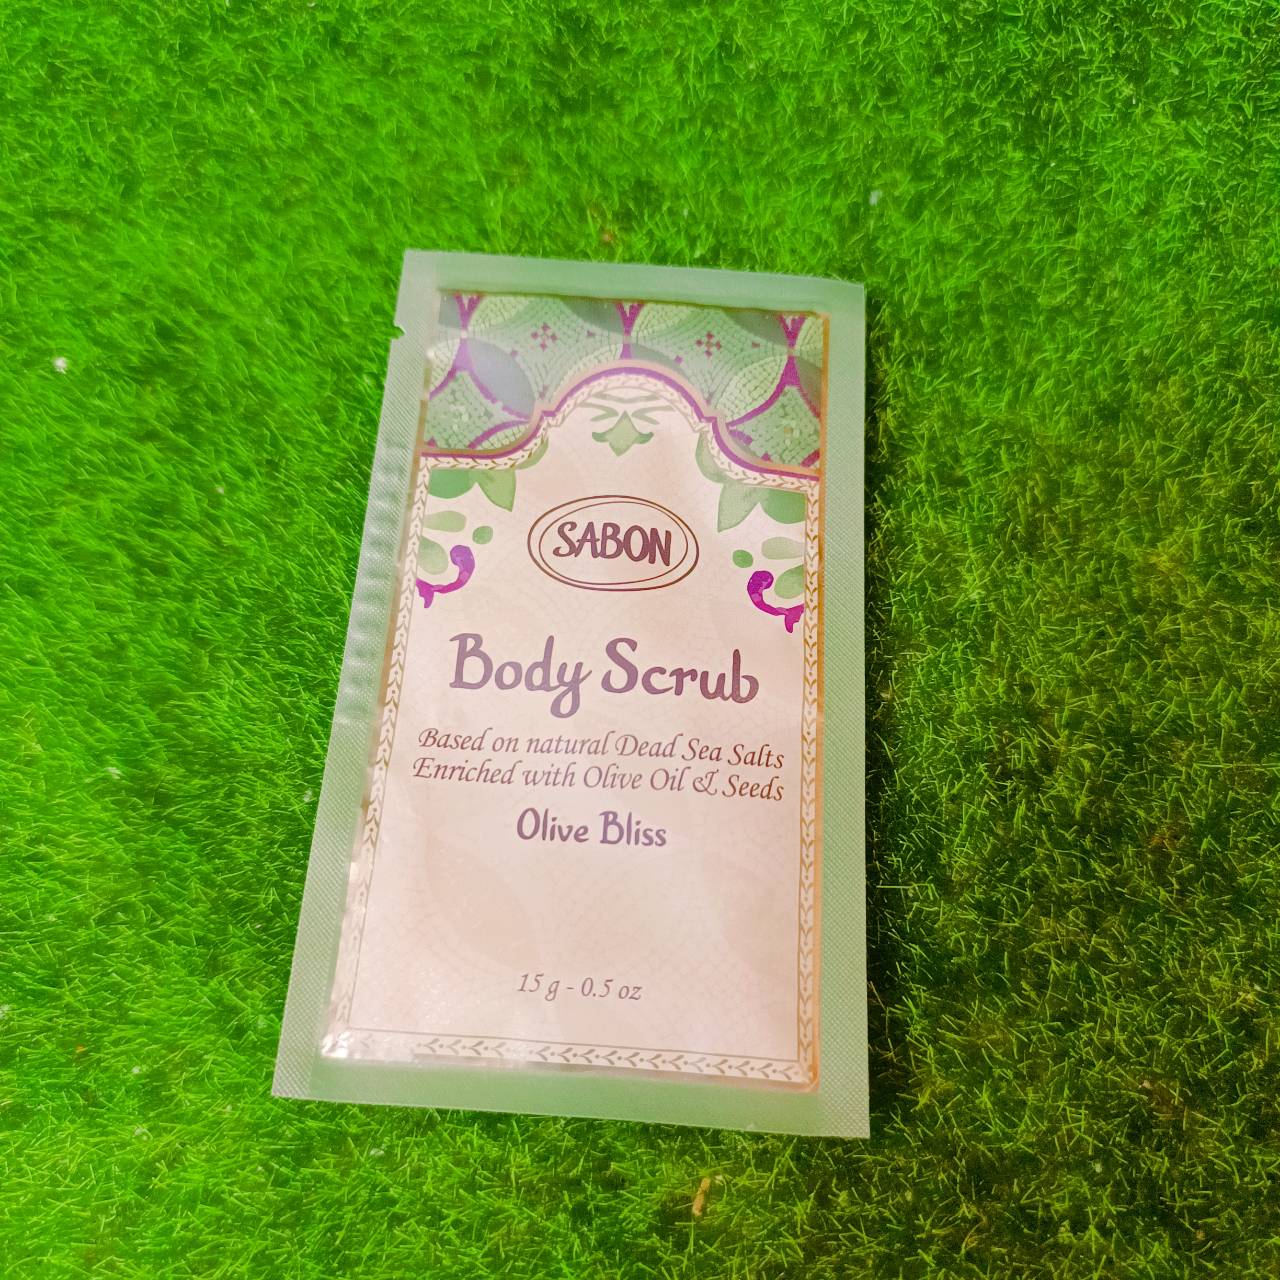 SABON
Body Scrub
Based on natural Dead Sea Salts
Enriched with Olive Oil & Seeds
Olive Bliss
15 g - 0.5 oz